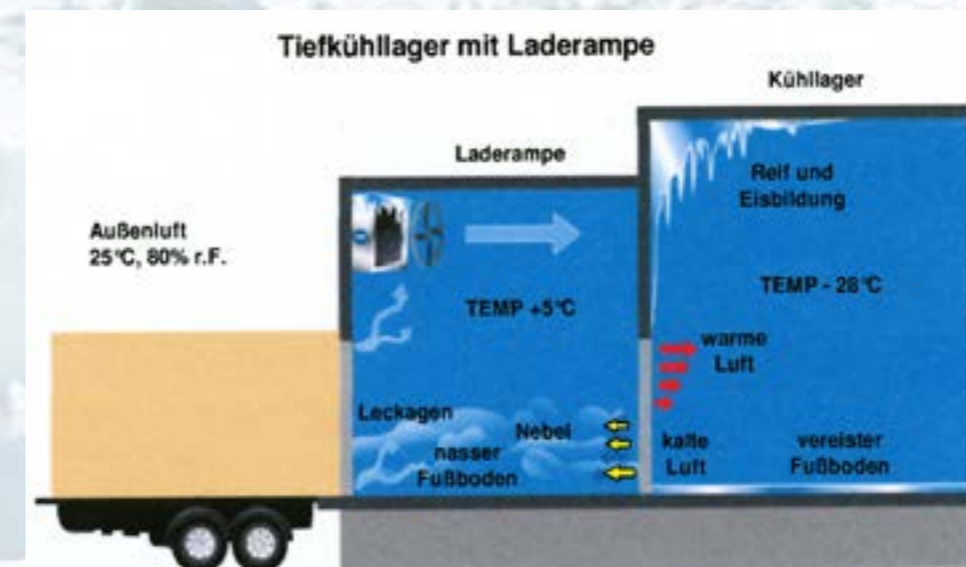 Tiefkühllager mit Laderampe
Kühllager
Laderampe
Reif und
Eisbildung
Außenluft
25°C, 80% r.F.
TEMP +5°C
TEMP - 28°C
warme
Luft
Leckagen
Nebel
nasser
Fußboden
kalte
Luft
vereister
Fußboden